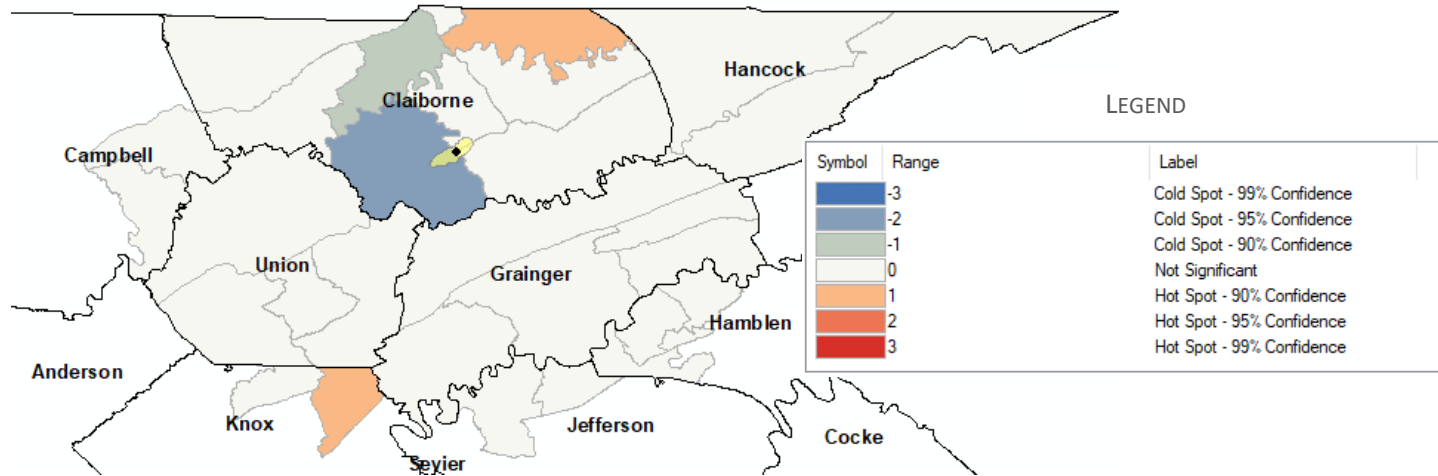 Hancock
Claiborne
Campbell
Union
Grainger
Hamblen
Anderson
Knox
Jefferson
Cocke
Sevier
LEGEND
Symbol Range Label
-3 Cold Spot - 99% Confidence
-2 Cold Spot - 95% Confidence
-1 Cold Spot - 90% Confidence
0 Not Significant
1 Hot Spot - 90% Confidence
2 Hot Spot - 95% Confidence
3 Hot Spot - 99% Confidence